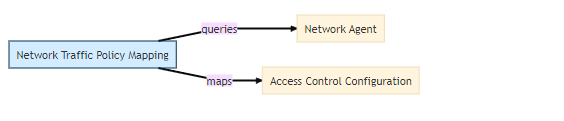 queries
Network Agent
Network Traffic Policy Mapping
maps
Access Control Configuration